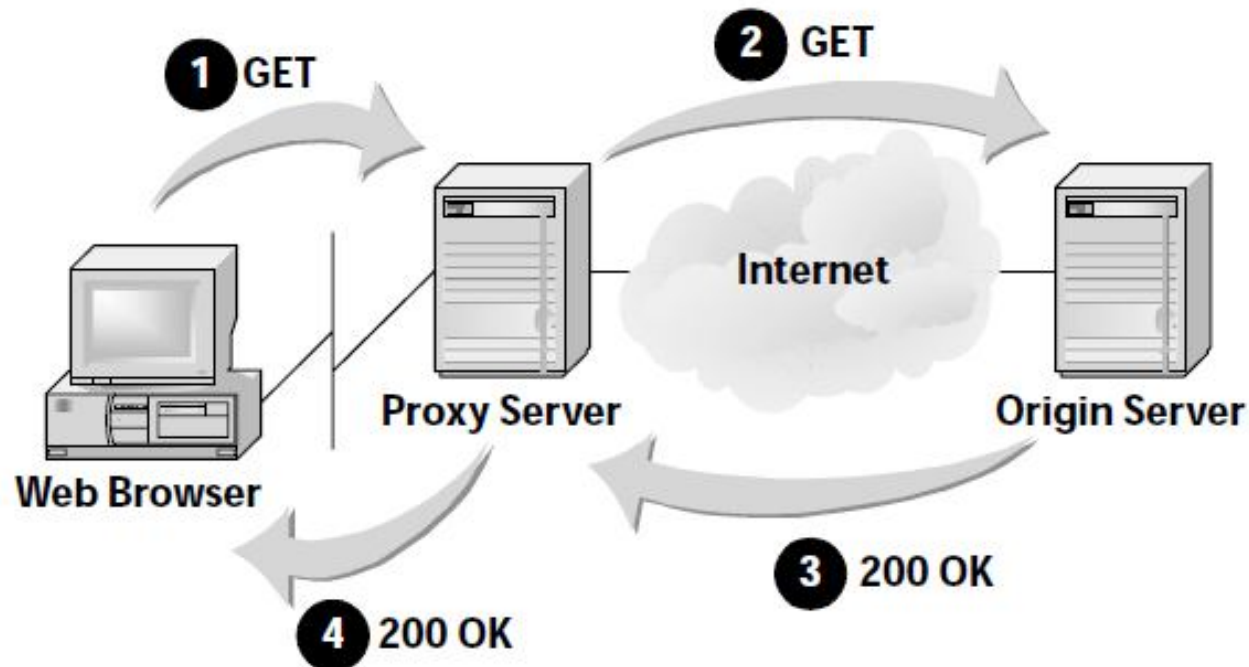 1 GET
2 GET
Internet
Proxy Server
Origin Server
Web Browser
3 200 OK
4 200 OK